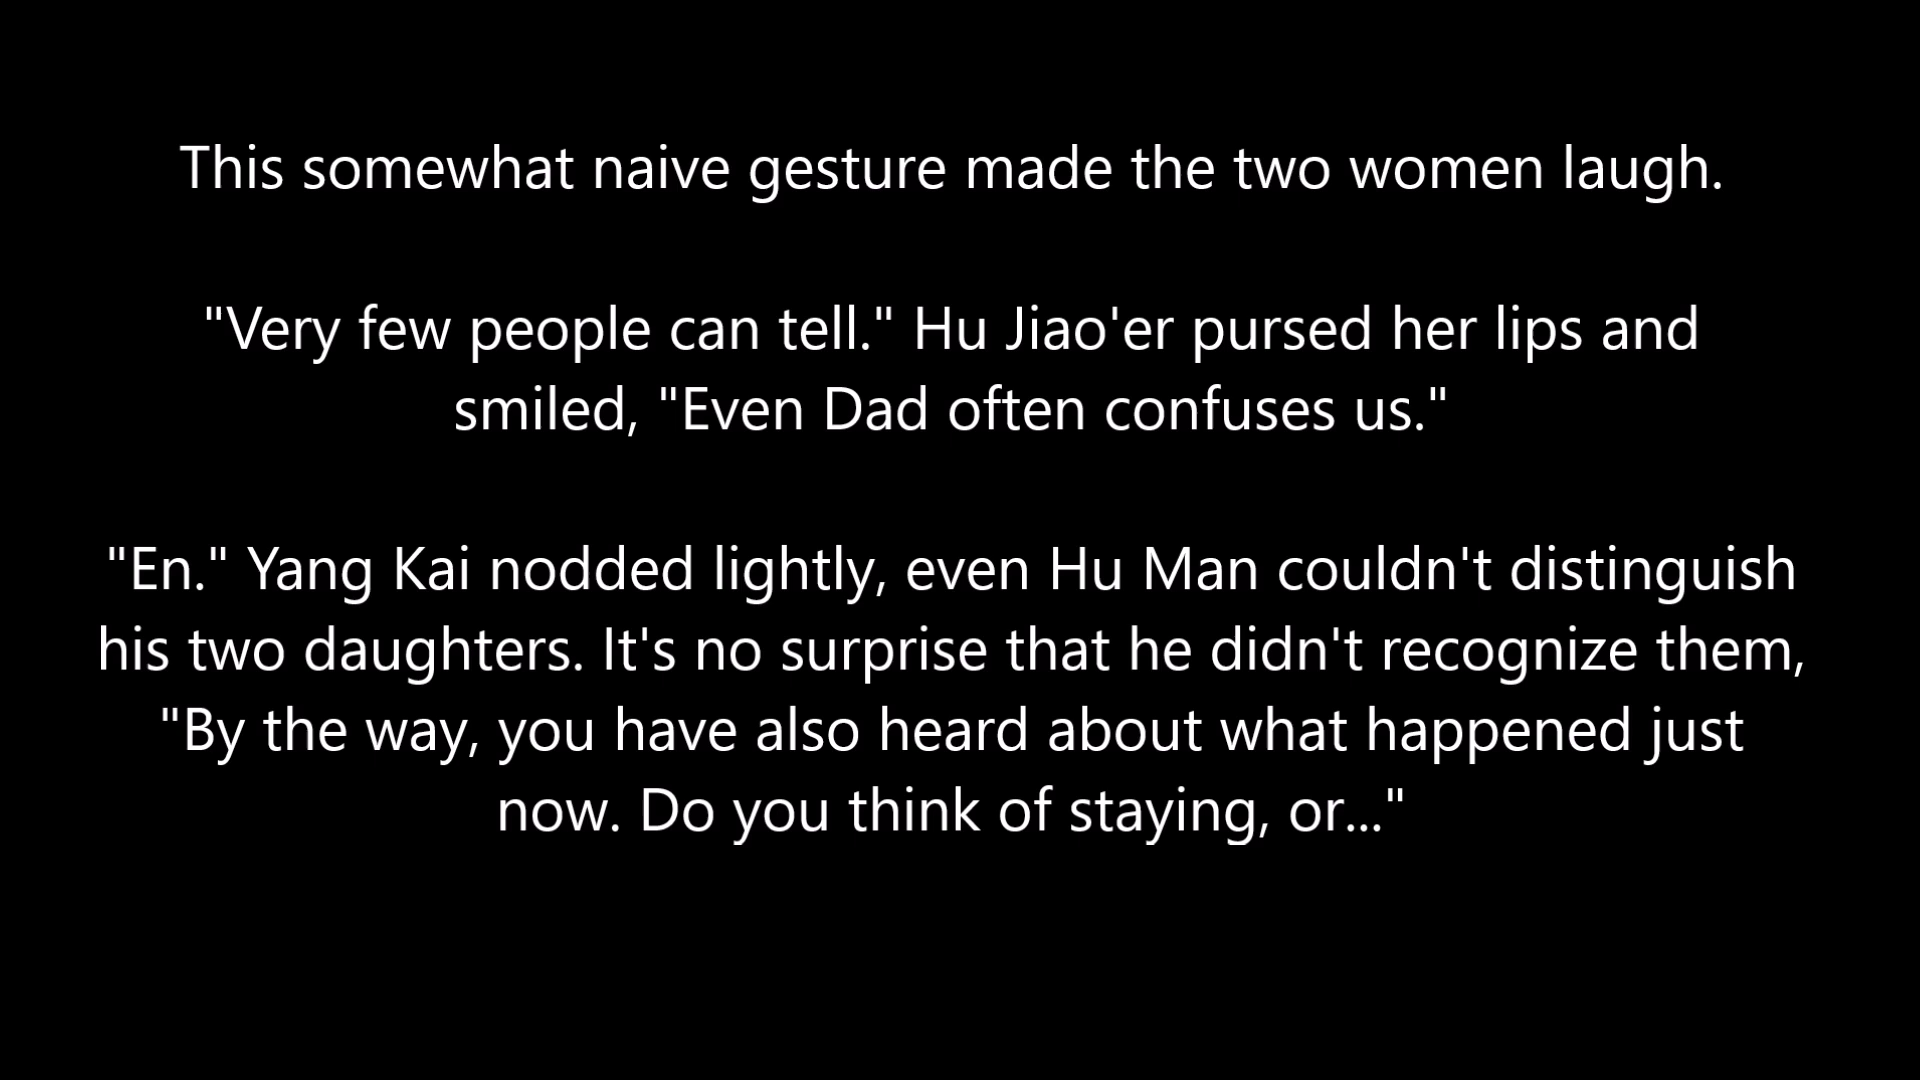 This somewhat naive gesture made the two women laugh.
"Very few people can tell." Hu Jiao'er pursed her lips and
smiled, "Even Dad often confuses us."
"En." Yang Kai nodded lightly, even Hu Man couldn't distinguish
his two daughters. It's no surprise that he didn't recognize them,
"By the way, you have also heard about what happened just
now. Do you think of staying, or..."